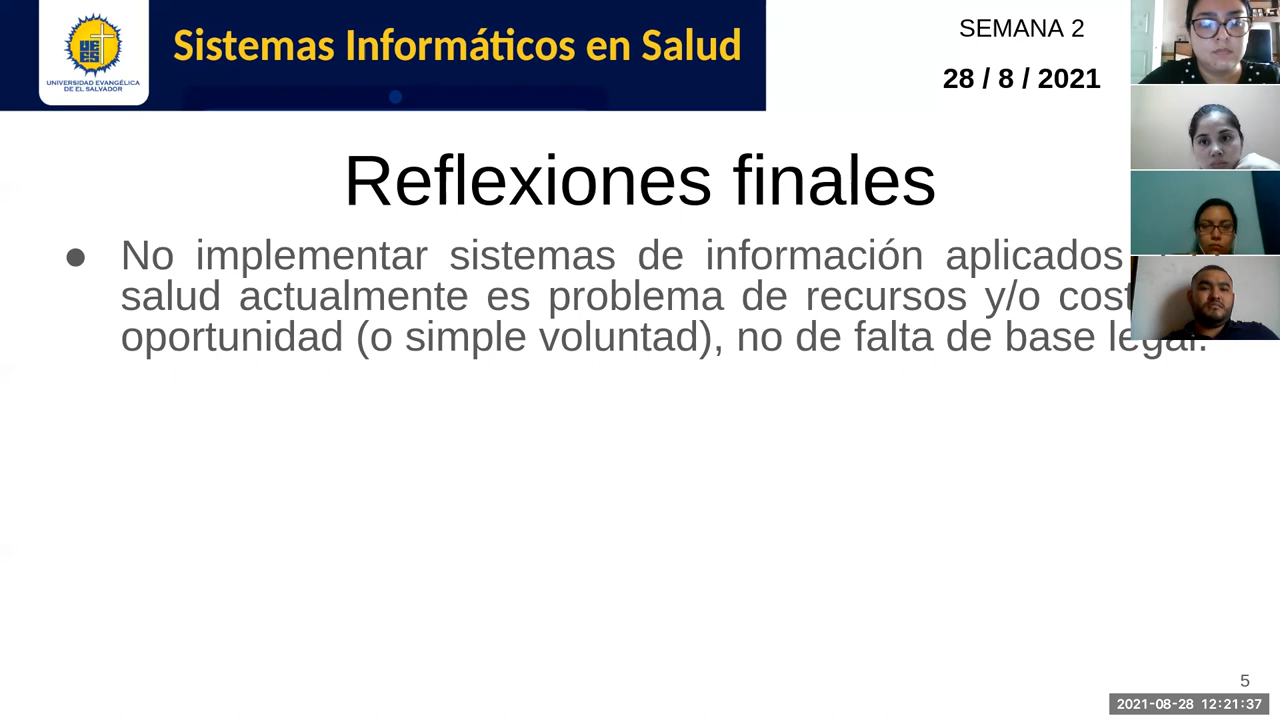 UNIVERSIDAD EVANGÉLICA
DE EL SALVADOR
Sistemas Informáticos en Salud
SEMANA 2
28 / 8 / 2021
Reflexiones finales
● No implementar sistemas de información aplicados
salud actualmente es problema de recursos y/o
oportunidad (o simple voluntad), no de falta de base legal.
5
2021-08-28 12:21:37